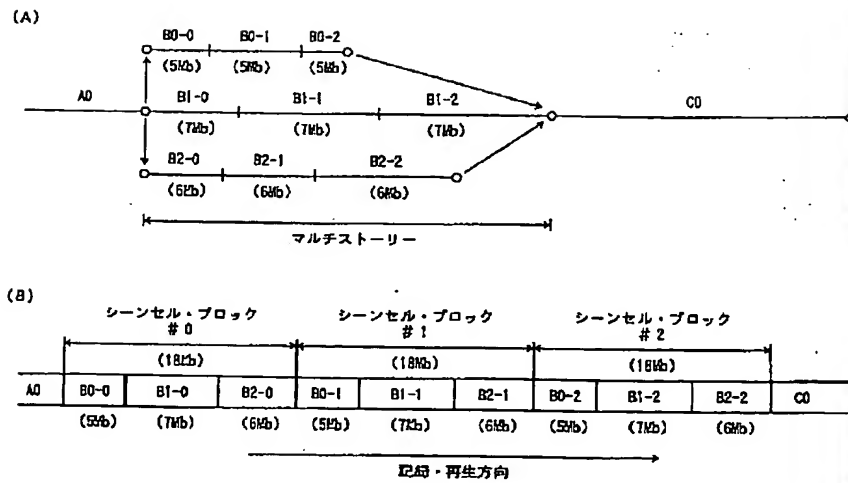 (A)
B0-0 B0-1 B0-2
(5Mb) (5Mb) (5Mb)
A0 B1-0 B1-1 B1-2 C0
(7Mb) (7Mb) (7Mb)
B2-0 B2-1 B2-2
(6Mb) (6Mb) (6Mb)
マルチストーリー
(B)
シーンセル・ブロック シーンセル・ブロック シーンセル・ブロック
#0 #1 #2
(18Mb) (18Mb) (18Mb)
A0 B0-0 B1-0 B2-0 B0-1 B1-1 B2-1 B0-2 B1-2 B2-2 C0
(5Mb) (7Mb) (6Mb) (5Mb) (7Mb) (6Mb) (5Mb) (7Mb) (6Mb)
記録・再生方向